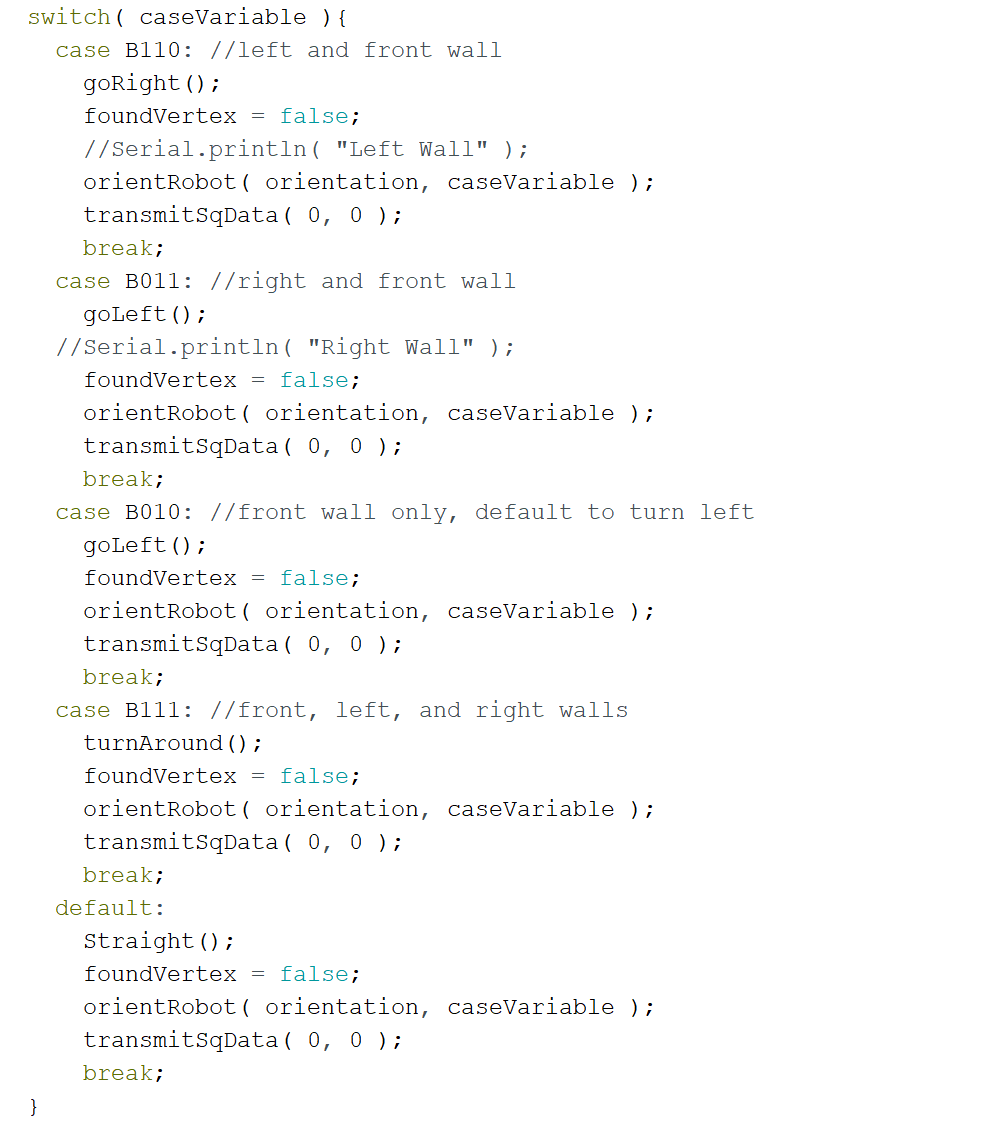 switch( caseVariable ){
  case B110: //left and front wall
    goRight();
    foundVertex = false;
    //Serial.println( "Left Wall" );
    orientRobot( orientation, caseVariable );
    transmitSqData( 0, 0 );
    break;
  case B011: //right and front wall
    goLeft();
  //Serial.println( "Right Wall" );
    foundVertex = false;
    orientRobot( orientation, caseVariable );
    transmitSqData( 0, 0 );
    break;
  case B010: //front wall only, default to turn left
    goLeft();
    foundVertex = false;
    orientRobot( orientation, caseVariable );
    transmitSqData( 0, 0 );
    break;
  case B111: //front, left, and right walls
    turnAround();
    foundVertex = false;
    orientRobot( orientation, caseVariable );
    transmitSqData( 0, 0 );
    break;
  default:
    Straight();
    foundVertex = false;
    orientRobot( orientation, caseVariable );
    transmitSqData( 0, 0 );
    break;
}